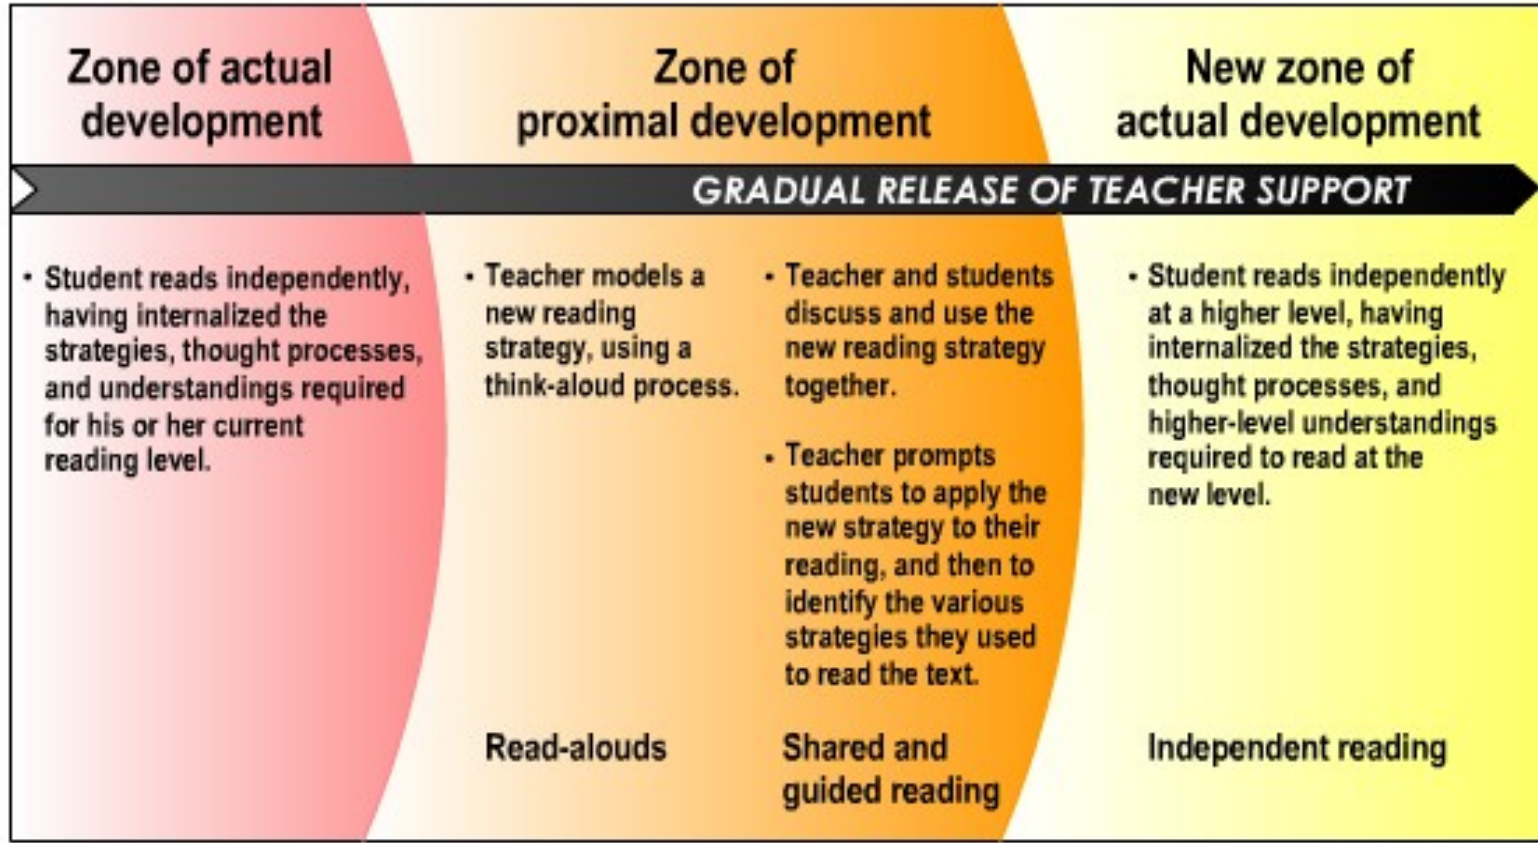 Zone of actual
development
Zone of
proximal development
New zone of
actual development
GRADUAL RELEASE OF TEACHER SUPPORT
• Student reads independently,
having internalized the
strategies, thought processes,
and understandings required
for his or her current
reading level.
• Teacher models a
new reading
strategy, using a
think-aloud process.
Read-alouds
• Teacher and students
discuss and use the
new reading strategy
together.
• Teacher prompts
students to apply the
new strategy to their
reading, and then to
identify the various
strategies they used
to read the text.
Shared and
guided reading
• Student reads independently
at a higher level, having
internalized the strategies,
thought processes, and
higher-level understandings
required to read at the
new level.
Independent reading